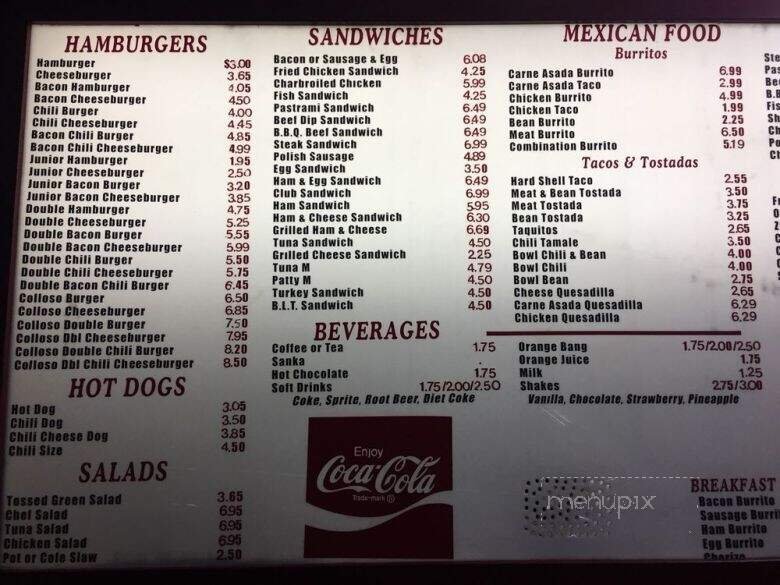 HAMBURGERS
Hamburger $3.00
Cheeseburger 3.65
Bacon Hamburger 4.05
Bacon Cheeseburger 4.50
Chili Burger 4.00
Chili Cheeseburger 4.45
Bacon Chili Burger 4.85
Bacon Chili Cheeseburger 4.99
Junior Hamburger 1.95
Junior Cheeseburger 2.50
Junior Bacon Burger 3.20
Junior Bacon Cheeseburger 3.85
Double Hamburger 4.75
Double Cheeseburger 5.25
Double Bacon Burger 5.55
Double Bacon Cheeseburger 5.99
Double Chili Burger 5.50
Double Chili Cheeseburger 5.75
Double Bacon Chili Burger 6.45
Colloso Burger 6.50
Colloso Cheeseburger 6.85
Colloso Double Burger 7.50
Colloso Dbl Cheeseburger 7.95
Colloso Double Chili Burger 8.20
Colloso Dbl Chili Cheeseburger 8.50
HOT DOGS
Hot Dog 3.05
Chili Dog 3.50
Chili Cheese Dog 3.85
Chili Size 4.50
SALADS
Tossed Green Salad 3.65
Chef Salad 6.95
Tuna Salad 6.95
Chicken Salad 6.95
Pot or Cole Slaw 2.50
SANDWICHES
Bacon or Sausage & Egg 6.08
Fried Chicken Sandwich 4.25
Charbroiled Chicken 5.99
Fish Sandwich 4.25
Pastrami Sandwich 6.49
Beef Dip Sandwich 6.49
B.B.Q. Beef Sandwich 6.49
Steak Sandwich 6.99
Polish Sausage 4.89
Egg Sandwich 3.50
Ham & Egg Sandwich 6.49
Club Sandwich 6.99
Ham Sandwich 5.95
Ham & Cheese Sandwich 6.30
Grilled Ham & Cheese 6.69
Tuna Sandwich 4.50
Grilled Cheese Sandwich 2.25
Tuna M 4.79
Patty M 4.50
Turkey Sandwich 4.50
B.L.T. Sandwich 4.50
BEVERAGES
Coffee or Tea 1.75
Sanka .
Hot Chocolate 1.75
Soft Drinks 1.75/2.00/2.50
Coke, Sprite, Root Beer, Diet Coke
Enjoy
Coca-Cola
Trade-mark ®
MEXICAN FOOD
Burritos
Carne Asada Burrito 6.99
Carne Asada Taco 2.99
Chicken Burrito 4.99
Chicken Taco 1.99
Bean Burrito 2.25
Meat Burrito 6.50
Combination Burrito 5.19
Tacos & Tostadas
Hard Shell Taco 2.55
Meat & Bean Tostada 3.50
Meat Tostada 3.75
Bean Tostada 3.25
Taquitos 2.65
Chili Tamale 3.50
Bowl Chili & Bean 4.00
Bowl Chili 4.00
Bowl Bean 2.75
Cheese Quesadilla 2.65
Carne Asada Quesadilla 6.29
Chicken Quesadilla 6.29
Orange Bang 1.75/2.00/2.50
Orange Juice 1.75
Milk 1.25
Shakes 2.75/3.00
Vanilla, Chocolate, Strawberry, Pineapple
menupix
BREAKFAST
Bacon Burrito
Sausage Burri
Ham Burrito
Egg Burrito
Chorizo
Ste
Pas
Bee
B.B
Fis